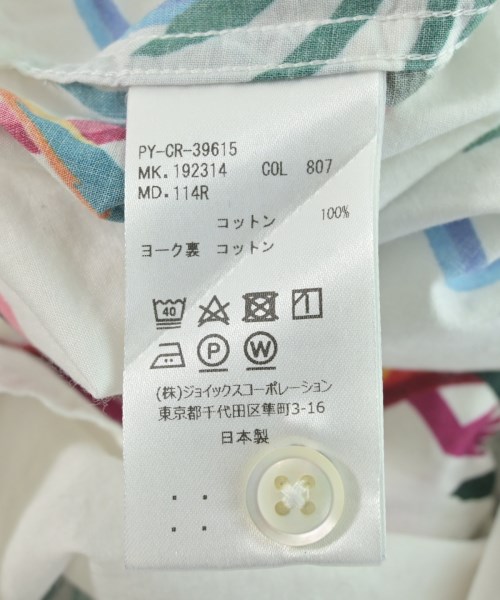 PY-CR-39615
MK. 192314 COL 807
MD. 114R
コットン 100%
ヨーク裏 コットン
40
P W
(株)ジョイックスコーポレーション
東京都千代田区隼町3-16
日本製